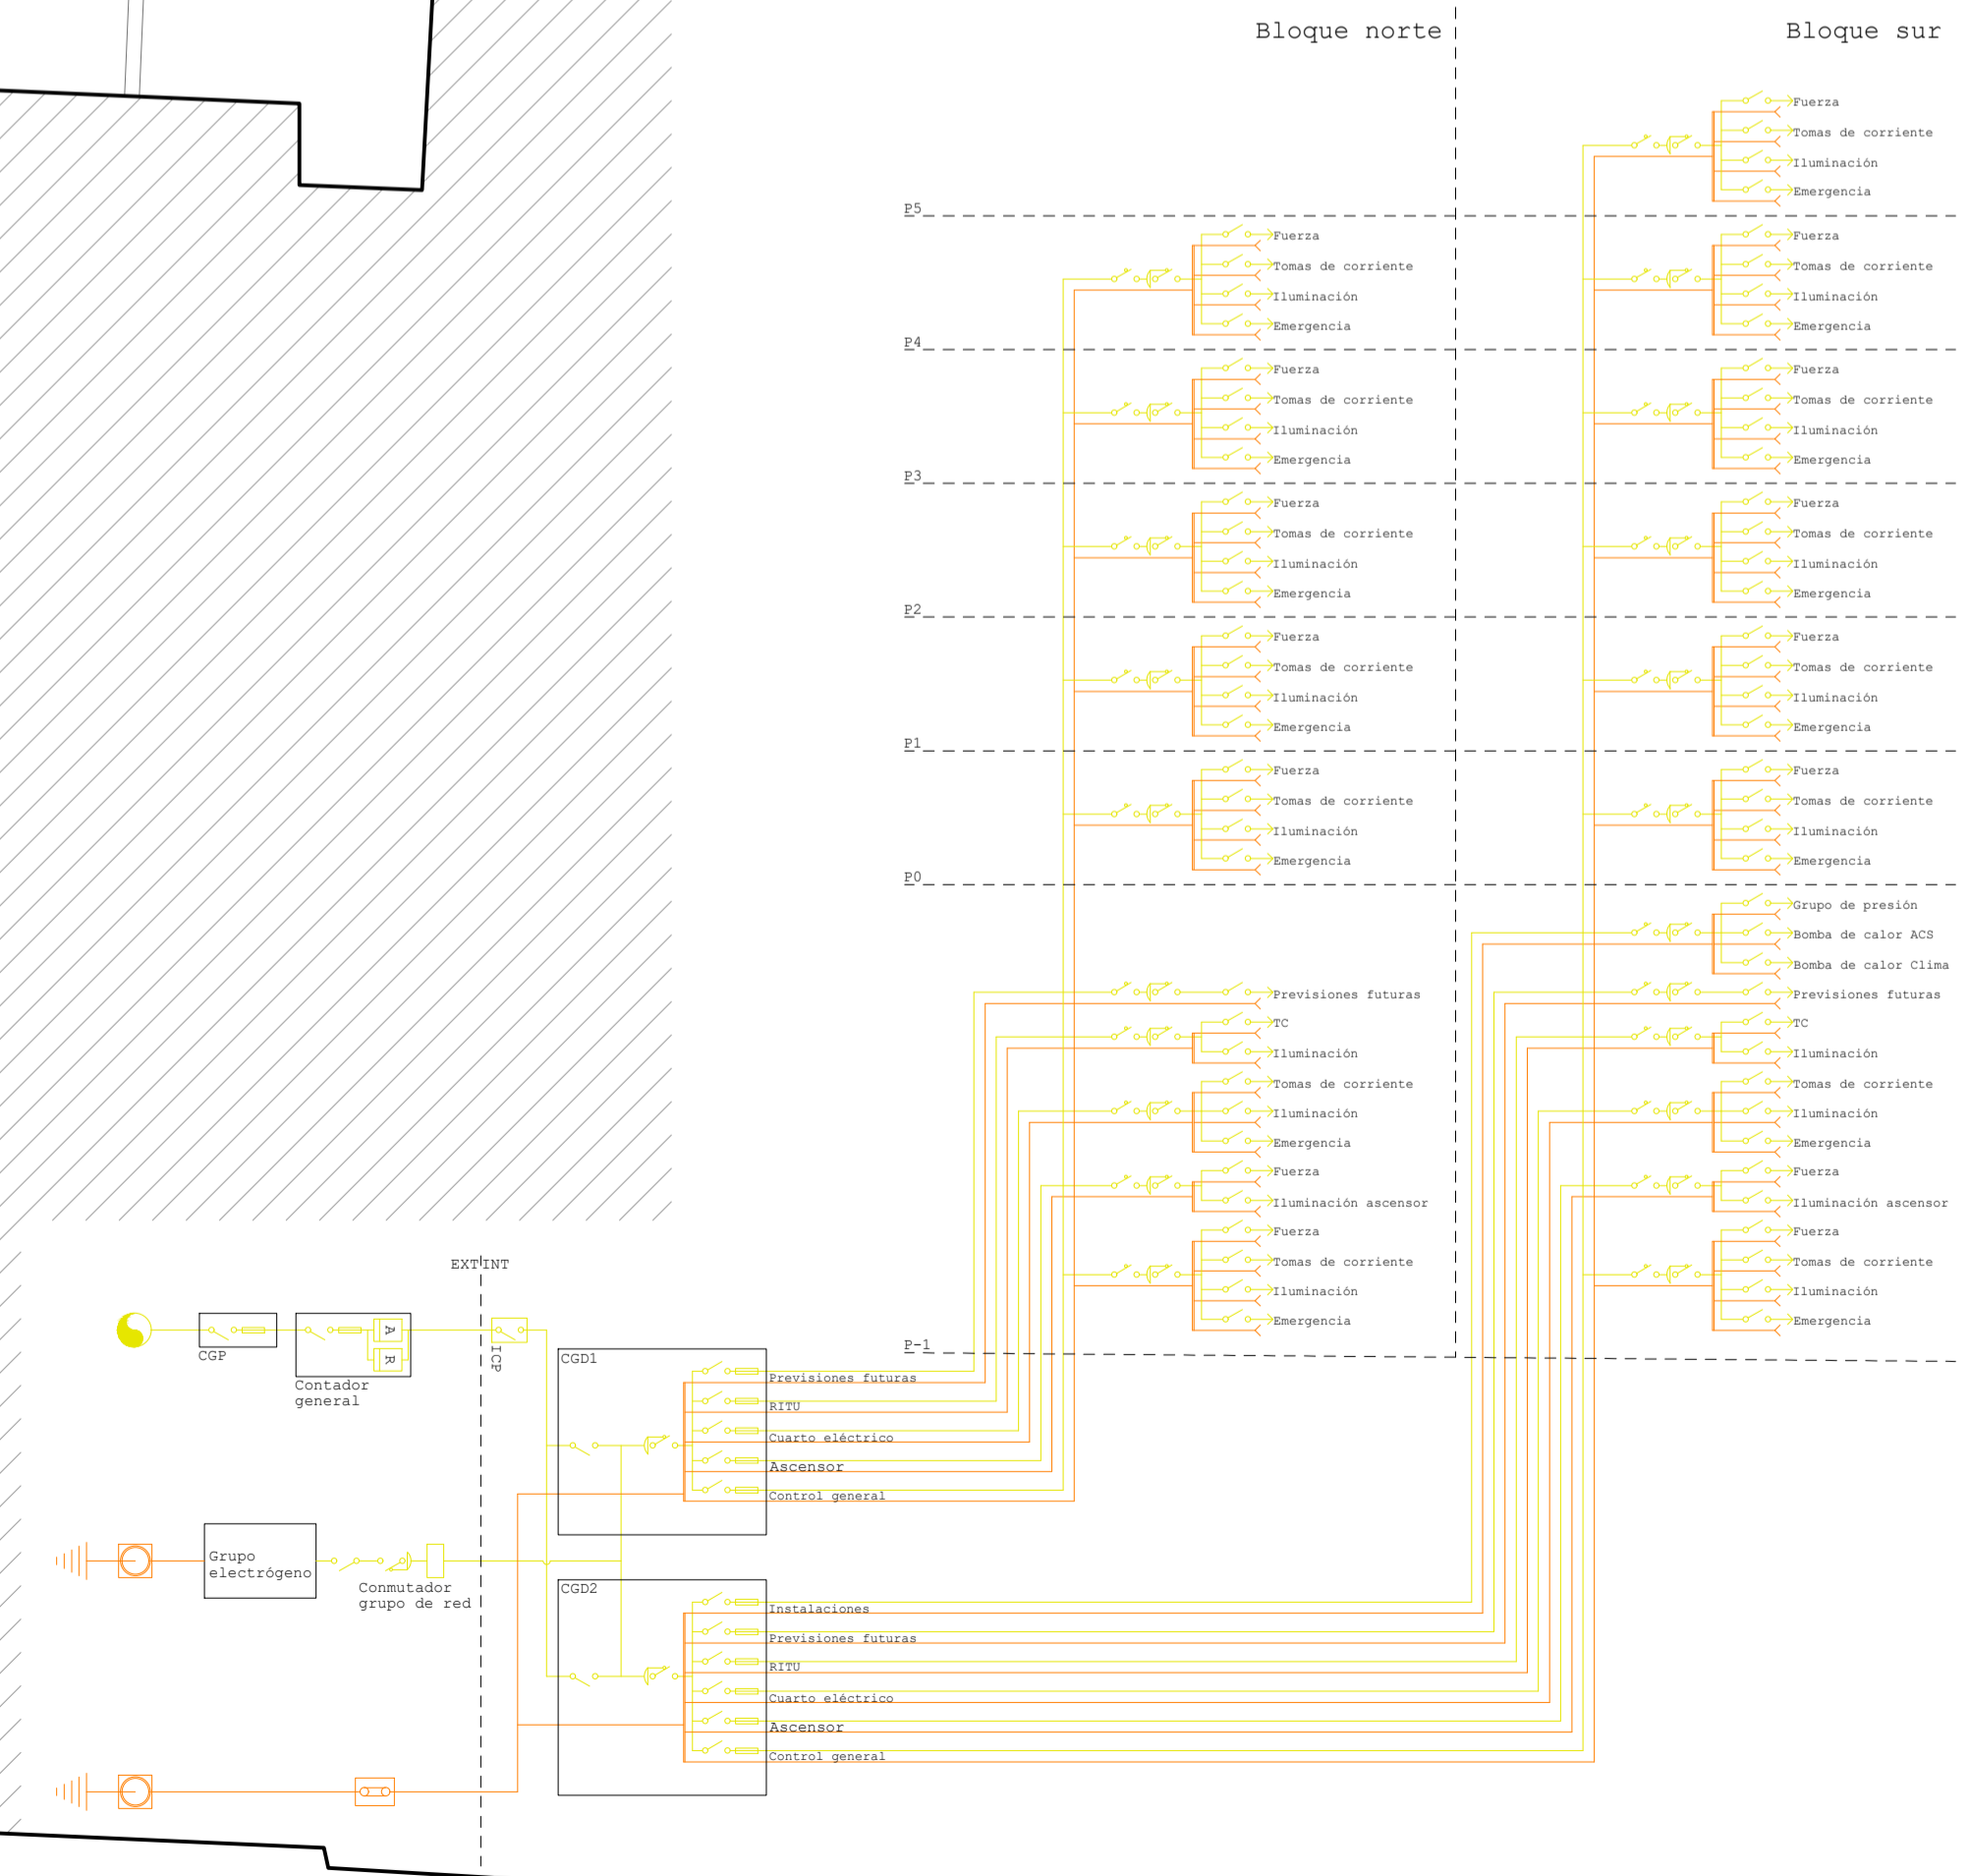 Bloque norte
Bloque sur
Fuerza
Tomas de corriente
Iluminación
Emergencia
P5
Fuerza
Tomas de corriente
Iluminación
Emergencia
Fuerza
Tomas de corriente
Iluminación
Emergencia
P4
Fuerza
Tomas de corriente
Iluminación
Emergencia
Fuerza
Tomas de corriente
Iluminación
Emergencia
P3
Fuerza
Tomas de corriente
Iluminación
Emergencia
Fuerza
Tomas de corriente
Iluminación
Emergencia
P2
Fuerza
Tomas de corriente
Iluminación
Emergencia
Fuerza
Tomas de corriente
Iluminación
Emergencia
P1
Fuerza
Tomas de corriente
Iluminación
Emergencia
Fuerza
Tomas de corriente
Iluminación
Emergencia
P0
Previsiones futuras
TC
Iluminación
Tomas de corriente
Iluminación
Emergencia
Fuerza
Iluminación ascensor
Fuerza
Tomas de corriente
Iluminación
Emergencia
Grupo de presión
Bomba de calor ACS
Bomba de calor Clima
Previsiones futuras
TC
Iluminación
Tomas de corriente
Iluminación
Emergencia
Fuerza
Iluminación ascensor
Fuerza
Tomas de corriente
Iluminación
Emergencia
P-1
EXT INT
CGP
A
R
Contador
general
ICP
CGD1
Previsiones futuras
RITU
Cuarto eléctrico
Ascensor
Control general
Grupo
electrógeno
Conmutador
grupo de red
CGD2
Instalaciones
Previsiones futuras
RITU
Cuarto eléctrico
Ascensor
Control general